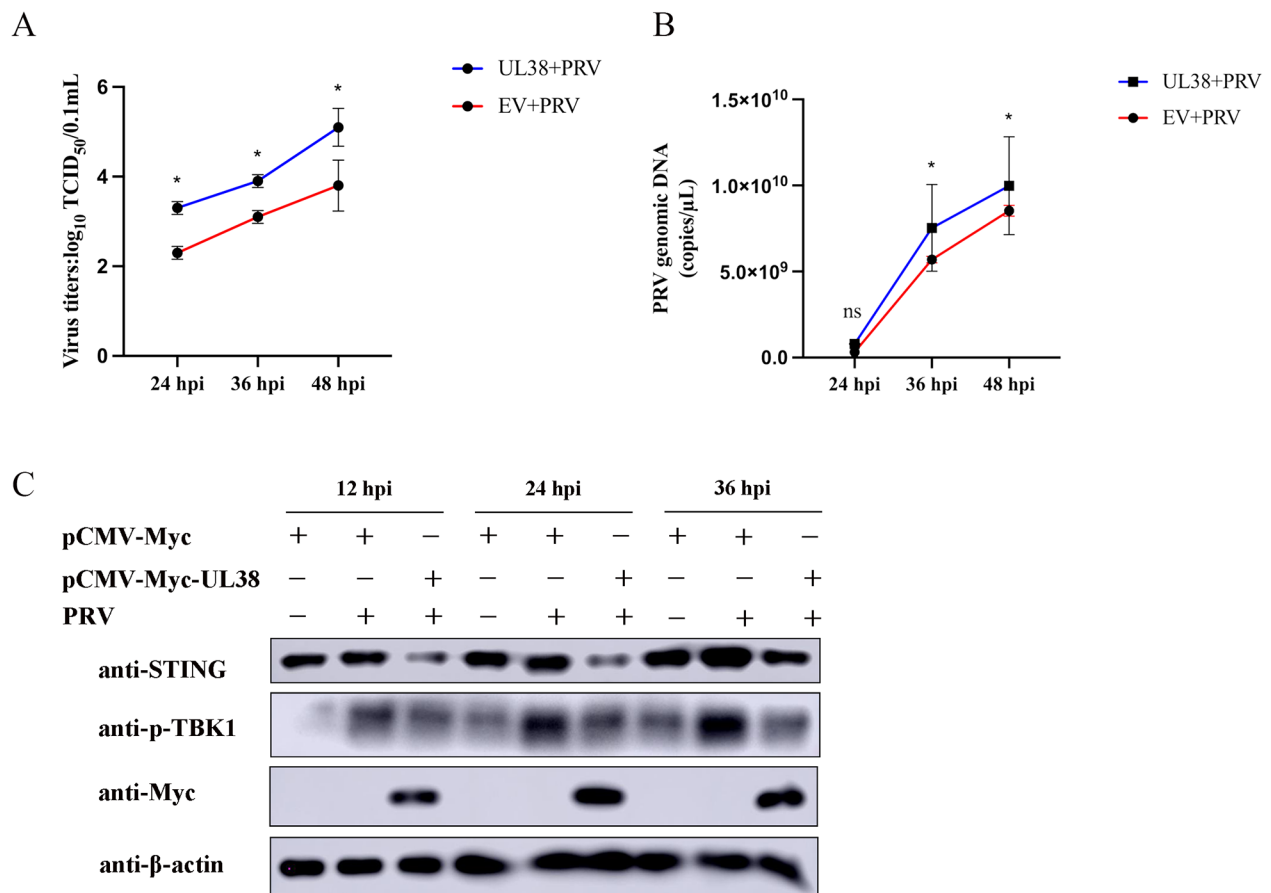 A
Virus titers:log10 TCID50/0.1mL
6
4
2
0
24 hpi 36 hpi 48 hpi
* * *
UL38+PRV
EV+PRV
B
PRV genomic DNA
(copies/μL)
1.5×10^10
1.0×10^10
5.0×10^9
0.0
24 hpi 36 hpi 48 hpi
ns * *
UL38+PRV
EV+PRV
C
12 hpi 24 hpi 36 hpi
pCMV-Myc + + − + + − + + −
pCMV-Myc-UL38 − − + − − + − − +
PRV − + + − + + − + +
anti-STING
anti-p-TBK1
anti-Myc
anti-β-actin